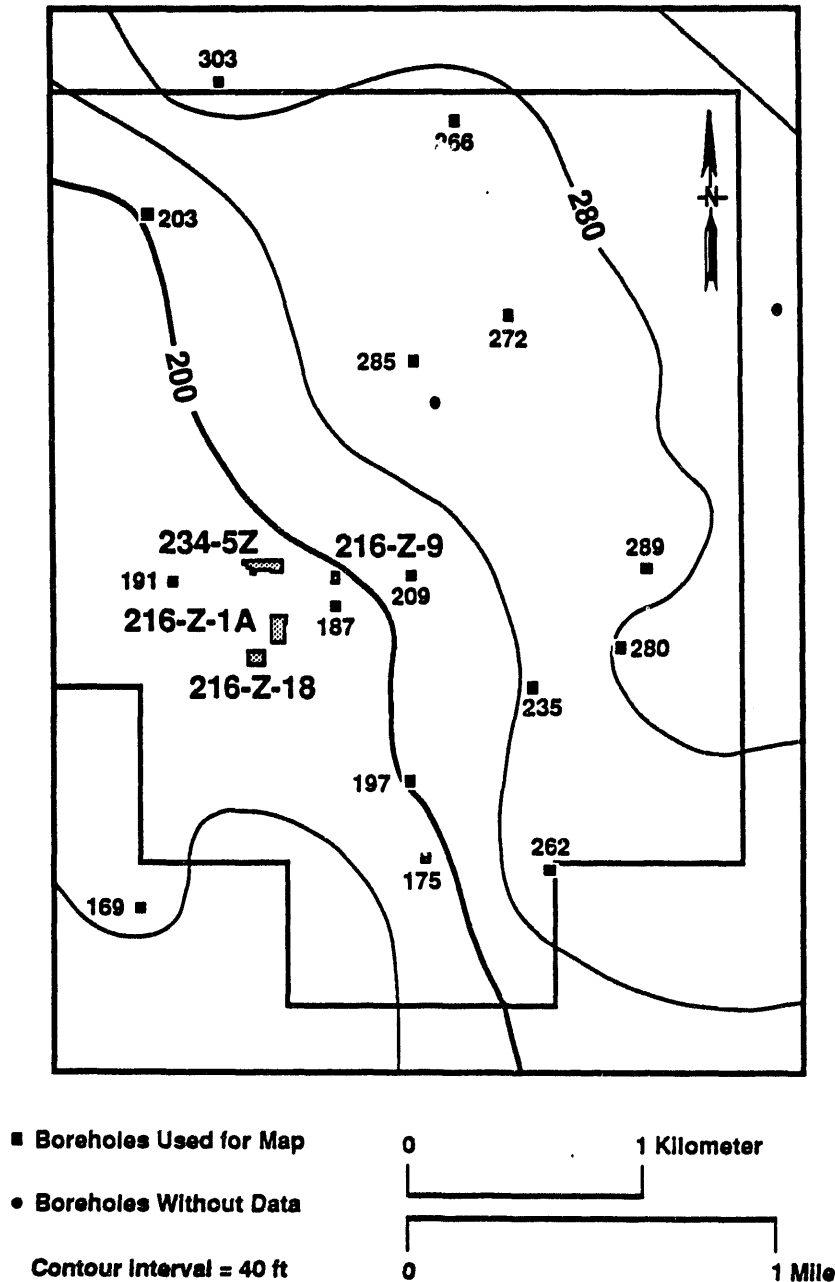 303
266
N
280
203
272
285
200
234-5Z
216-Z-9
289
191
209
216-Z-1A
187
280
216-Z-18
235
197
262
175
169
Boreholes Used for Map
0 1 Kilometer
Boreholes Without Data
Contour Interval = 40 ft
0 1 Mile